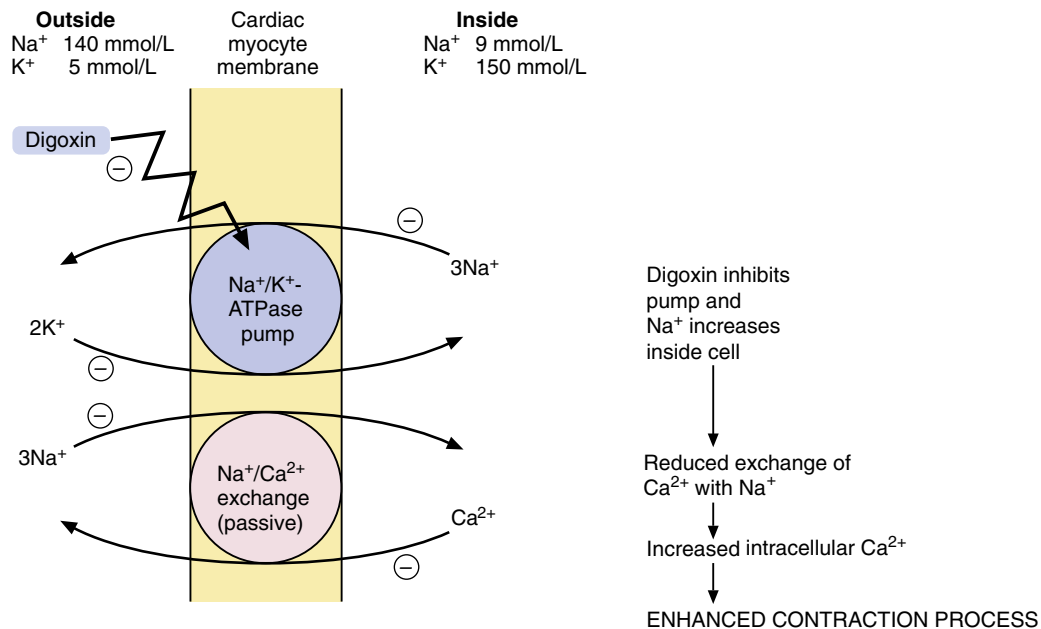 Outside
Na⁺ 140 mmol/L
K⁺ 5 mmol/L
Cardiac
myocyte
membrane
Inside
Na⁺ 9 mmol/L
K⁺ 150 mmol/L
Digoxin
−
−
3Na⁺
Na⁺/K⁺-
ATPase
pump
2K⁺
−
−
3Na⁺
Na⁺/Ca²⁺
exchange
(passive)
Ca²⁺
−
Digoxin inhibits
pump and
Na⁺ increases
inside cell
Reduced exchange of
Ca²⁺ with Na⁺
Increased intracellular Ca²⁺
ENHANCED CONTRACTION PROCESS